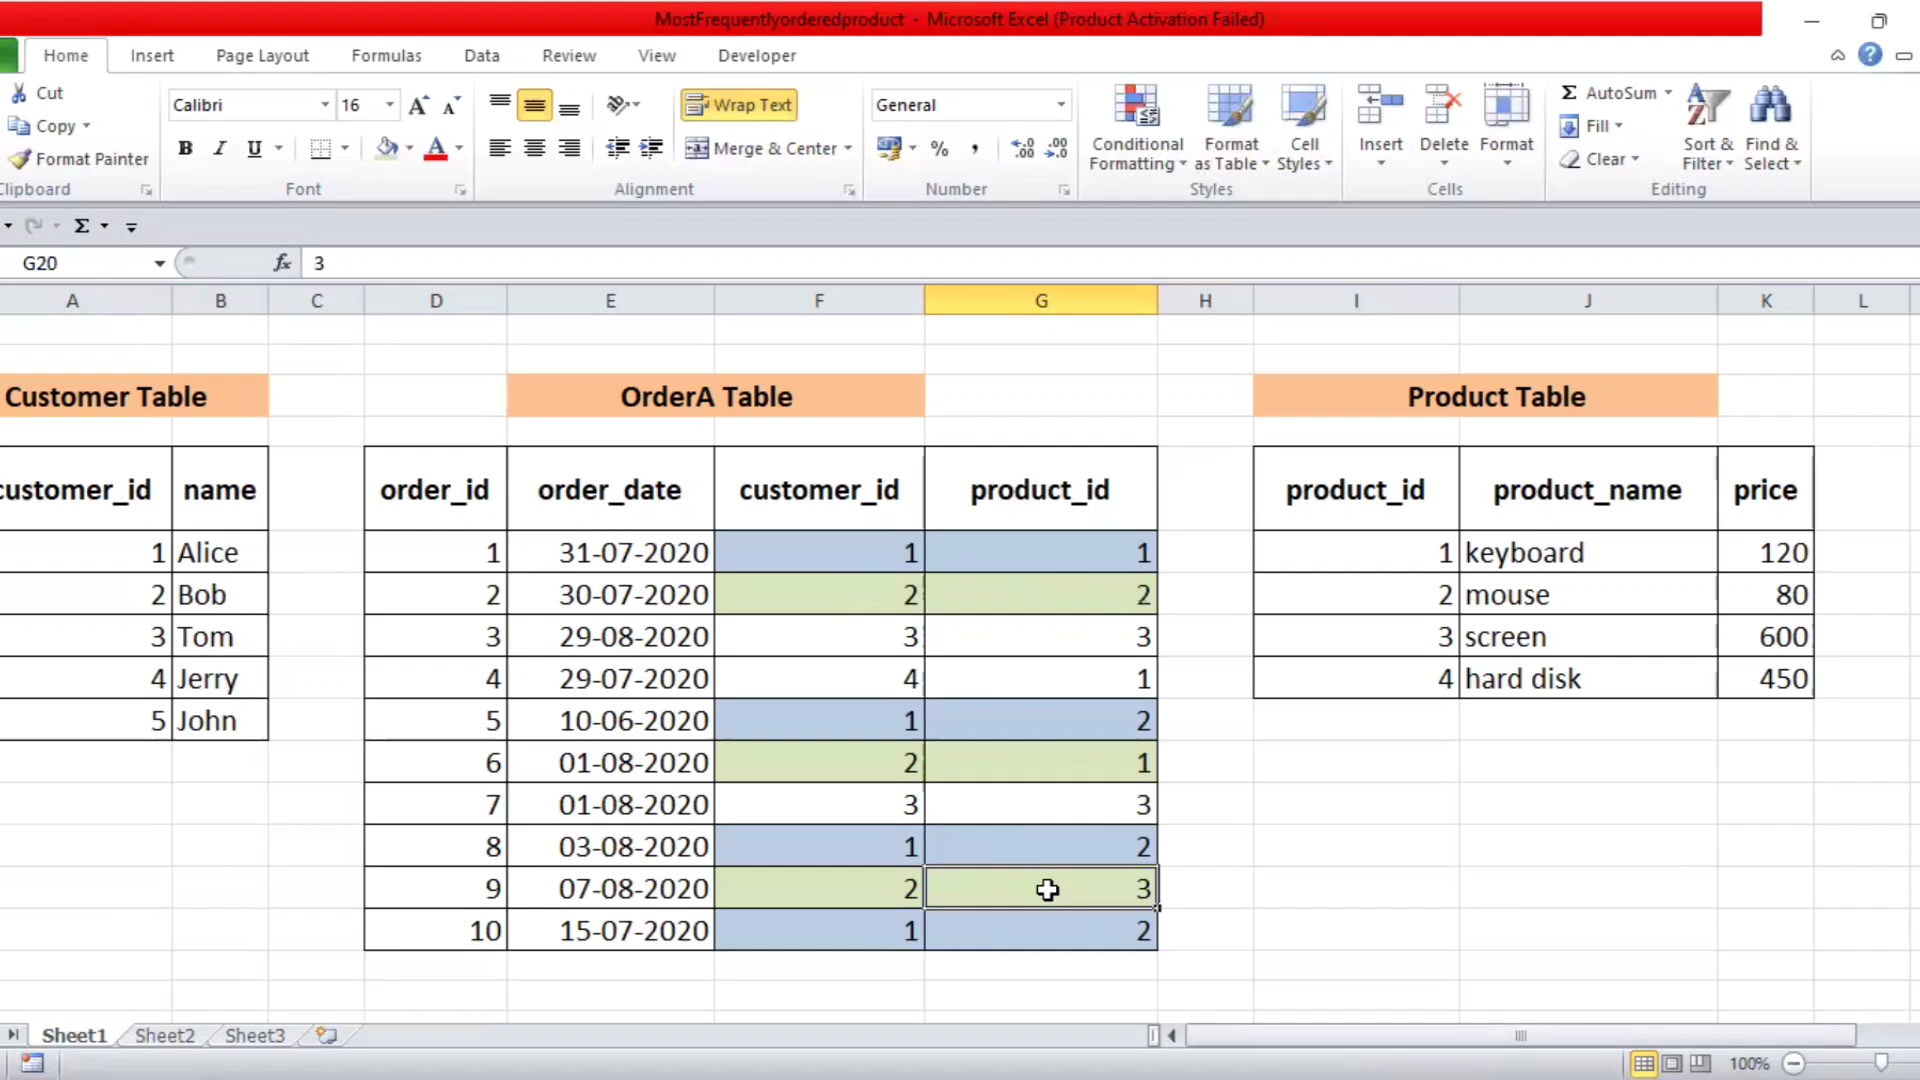 MostFrequentlyorderedproduct - Microsoft Excel (Product Activation Failed)
Home Insert Page Layout Formulas Data Review View Developer
Cut
Copy
Format Painter
Clipboard
Calibri 16
B I U
Font
Wrap Text
Merge & Center
Alignment
General
% ,
Number
Conditional Formatting
Format as Table
Cell Styles
Styles
Insert Delete Format
Cells
Σ AutoSum
Fill
Clear
Sort & Filter
Find & Select
Editing
Σ
G20 fx 3
A B C D E F G H I J K L
Customer Table OrderA Table Product Table
customer_id name order_id order_date customer_id product_id product_id product_name price
1 Alice 1 31-07-2020 1 1 1 keyboard 120
2 Bob 2 30-07-2020 2 2 2 mouse 80
3 Tom 3 29-08-2020 3 3 3 screen 600
4 Jerry 4 29-07-2020 4 1 4 hard disk 450
5 John 5 10-06-2020 1 2
6 01-08-2020 2 1
7 01-08-2020 3 3
8 03-08-2020 1 2
9 07-08-2020 2 3
10 15-07-2020 1 2
Sheet1 Sheet2 Sheet3
100%